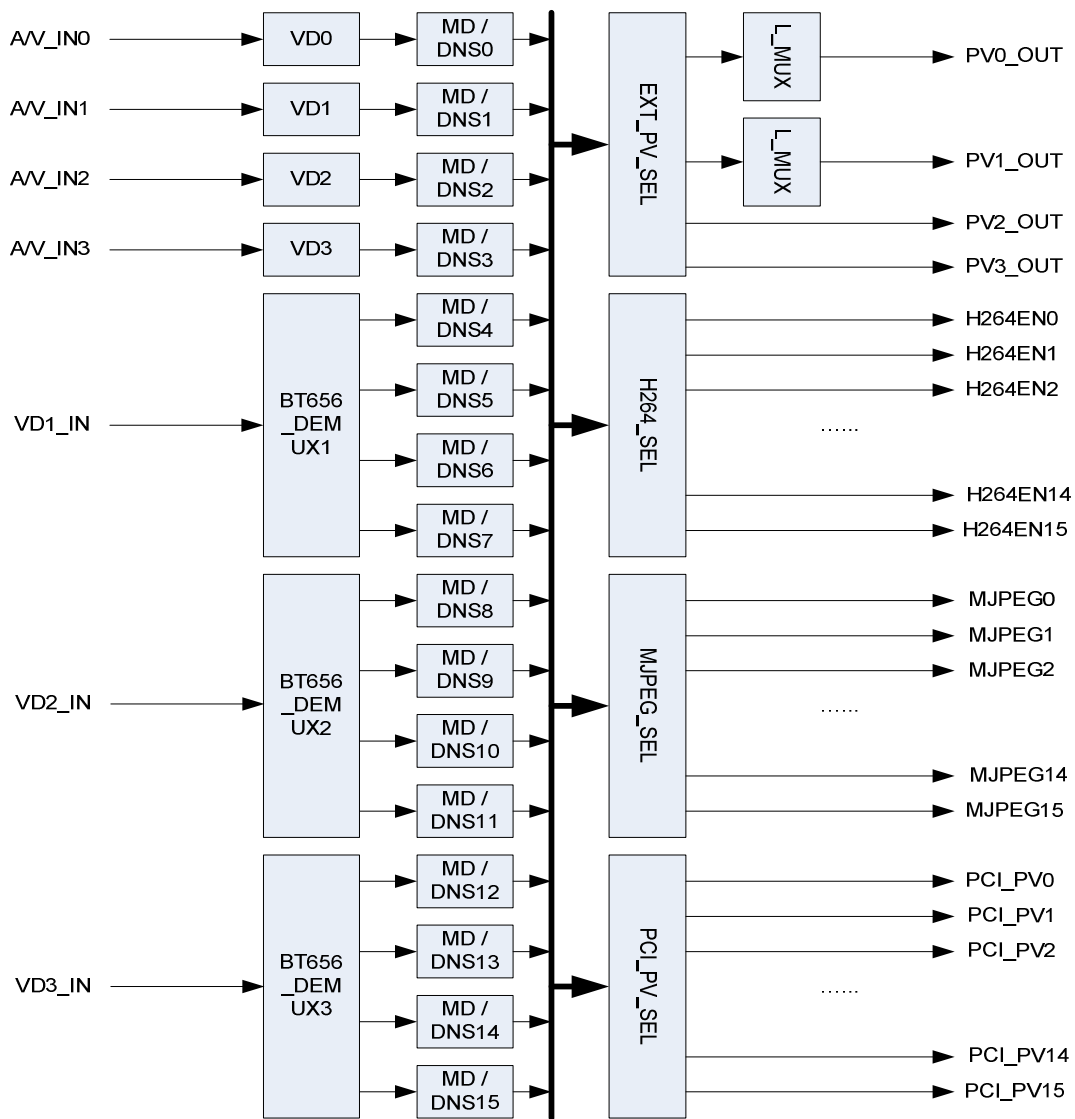 A/V_IN0
VD0
MD /
DNS0
A/V_IN1
VD1
MD /
DNS1
A/V_IN2
VD2
MD /
DNS2
A/V_IN3
VD3
MD /
DNS3
VD1_IN
BT656
_DEM
UX1
MD /
DNS4
MD /
DNS5
MD /
DNS6
MD /
DNS7
VD2_IN
BT656
_DEM
UX2
MD /
DNS8
MD /
DNS9
MD /
DNS10
MD /
DNS11
VD3_IN
BT656
_DEM
UX3
MD /
DNS12
MD /
DNS13
MD /
DNS14
MD /
DNS15
EXT_PV_SEL
L_MUX
PV0_OUT
L_MUX
PV1_OUT
PV2_OUT
PV3_OUT
H264_SEL
H264EN0
H264EN1
H264EN2
......
H264EN14
H264EN15
MJPEG_SEL
MJPEG0
MJPEG1
MJPEG2
......
MJPEG14
MJPEG15
PCI_PV_SEL
PCI_PV0
PCI_PV1
PCI_PV2
......
PCI_PV14
PCI_PV15